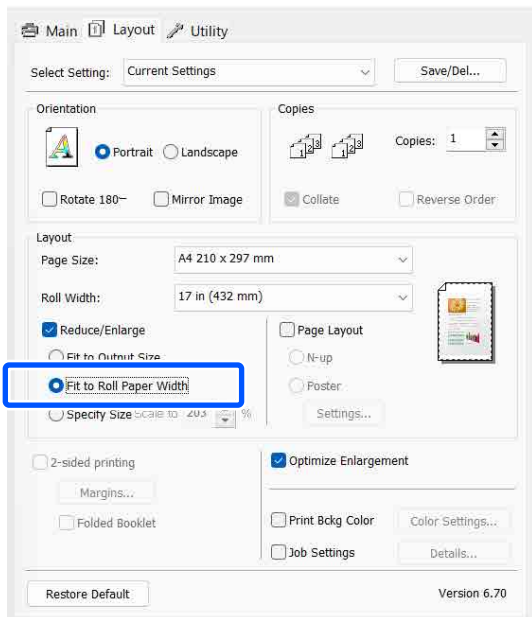 Main Layout Utility
Select Setting: Current Settings Save/Del...
Orientation
Portrait Landscape
Rotate 180 Mirror Image
Copies
Copies: 1
Collate Reverse Order
Layout
Page Size: A4 210 x 297 mm
Roll Width: 17 in (432 mm)
Reduce/Enlarge
Fit to Output Size
Fit to Roll Paper Width
Specify Size Scale to 203 %
Page Layout
N-up
Poster
Settings...
2-sided printing
Margins...
Folded Booklet
Optimize Enlargement
Print Bckg Color Color Settings...
Job Settings Details...
Restore Default Version 6.70